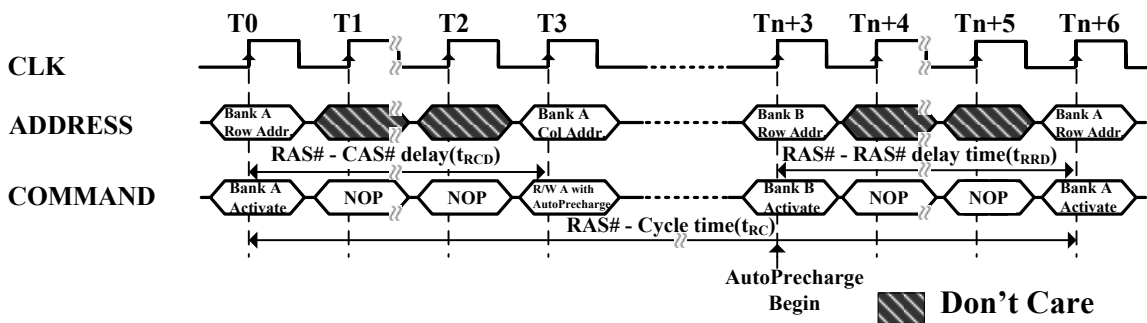 T0 T1 T2 T3 Tn+3 Tn+4 Tn+5 Tn+6
CLK
ADDRESS
Bank A
Row Addr.
Bank A
Col Addr.
Bank B
Row Addr.
Bank A
Row Addr.
RAS# - CAS# delay(tRCD)
RAS# - RAS# delay time(tRRD)
COMMAND
Bank A
Activate
NOP
NOP
R/W A with
AutoPrecharge
Bank B
Activate
NOP
NOP
Bank A
Activate
RAS# - Cycle time(tRC)
AutoPrecharge
Begin
Don't Care